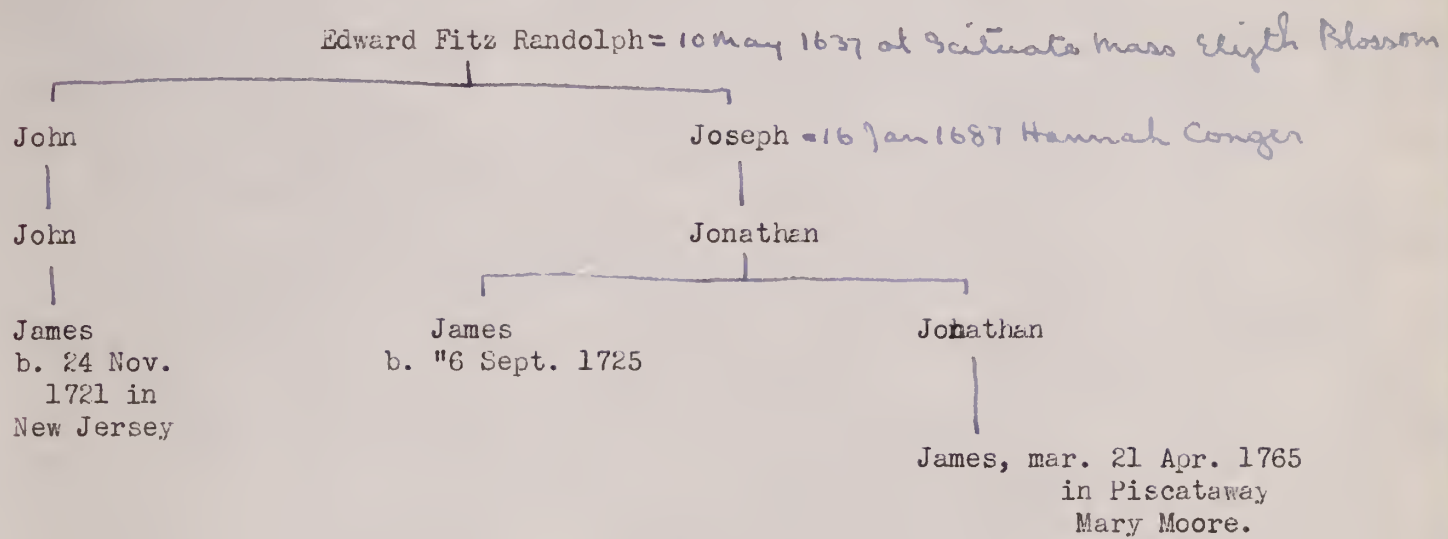 Edward Fitz Randolph = 10 May 1637 at Scituate Mass Elizth Blossom
John
Joseph = 16 Jan 1687 Hannah Conger
John
Jonathan
James
b. 24 Nov.
1721 in
New Jersey
James
b. "6 Sept. 1725
Jonathan
James, mar. 21 Apr. 1765
in Piscataway
Mary Moore.